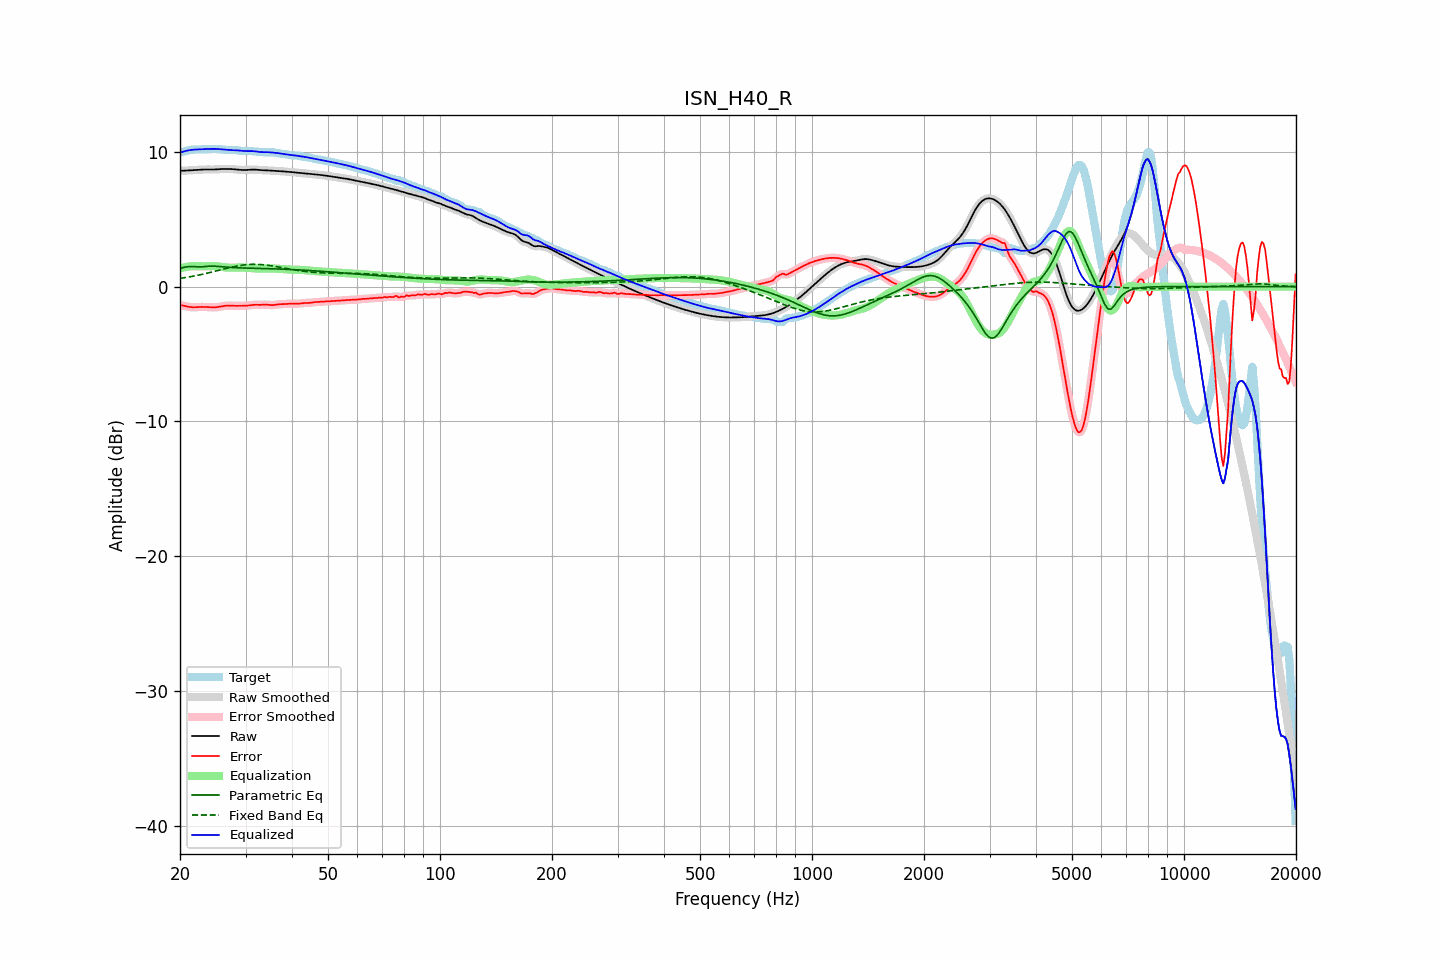 ISN_H40_R
10
0
−10
−20
−30
−40
Amplitude (dBr)
Target
Raw Smoothed
Error Smoothed
Raw
Error
Equalization
Parametric Eq
Fixed Band Eq
Equalized
20 50 100 200 500 1000 2000 5000 10000 20000
Frequency (Hz)